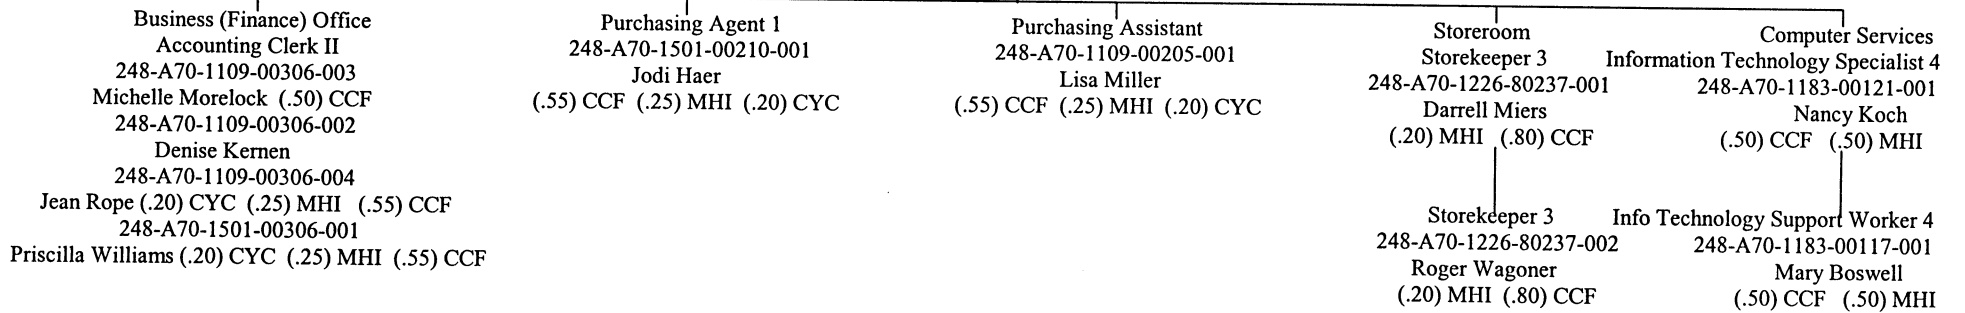 Business (Finance) Office
Accounting Clerk II
248-A70-1109-00306-003
Michelle Morelock (.50) CCF
248-A70-1109-00306-002
Denise Kernen
248-A70-1109-00306-004
Jean Rope (.20) CYC (.25) MHI (.55) CCF
248-A70-1501-00306-001
Priscilla Williams (.20) CYC (.25) MHI (.55) CCF
Purchasing Agent 1
248-A70-1501-00210-001
Jodi Haer
(.55) CCF (.25) MHI (.20) CYC
Purchasing Assistant
248-A70-1109-00205-001
Lisa Miller
(.55) CCF (.25) MHI (.20) CYC
Storeroom
Storekeeper 3
248-A70-1226-80237-001
Darrell Miers
(.20) MHI (.80) CCF
Storekeeper 3
248-A70-1226-80237-002
Roger Wagoner
(.20) MHI (.80) CCF
Computer Services
Information Technology Specialist 4
248-A70-1183-00121-001
Nancy Koch
(.50) CCF (.50) MHI
Info Technology Support Worker 4
248-A70-1183-00117-001
Mary Boswell
(.50) CCF (.50) MHI